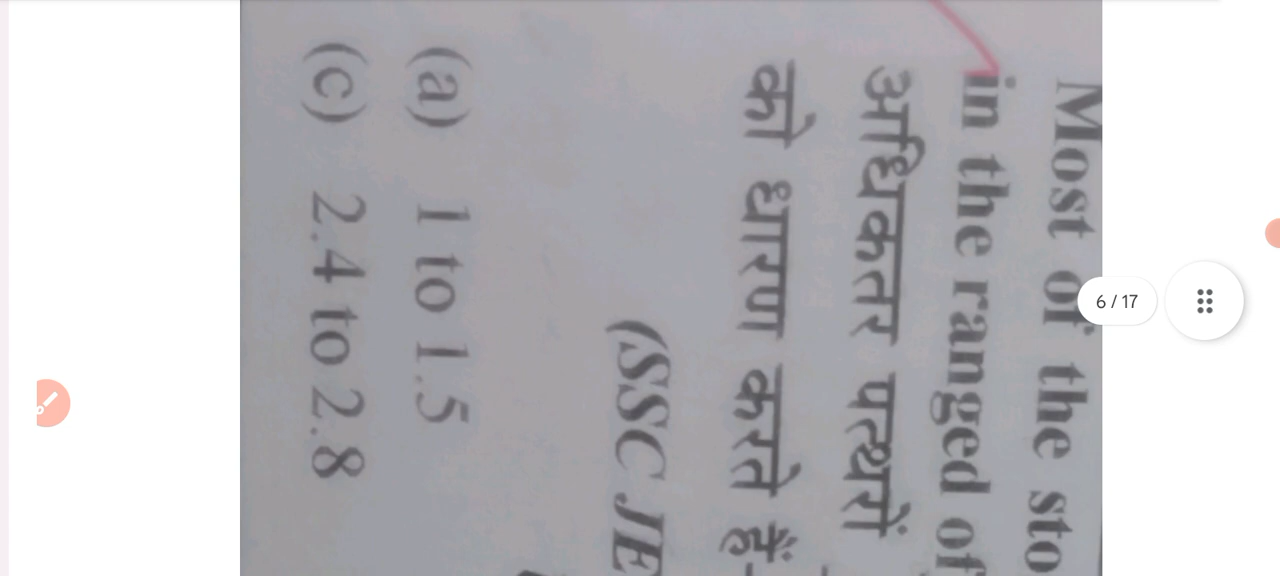 Most of the sto
in the ranged of
अधिकतर पत्थरों
को धारण करते हैं-
(SSC JE
(a) 1 to 1.5
(c) 2.4 to 2.8
6 / 17